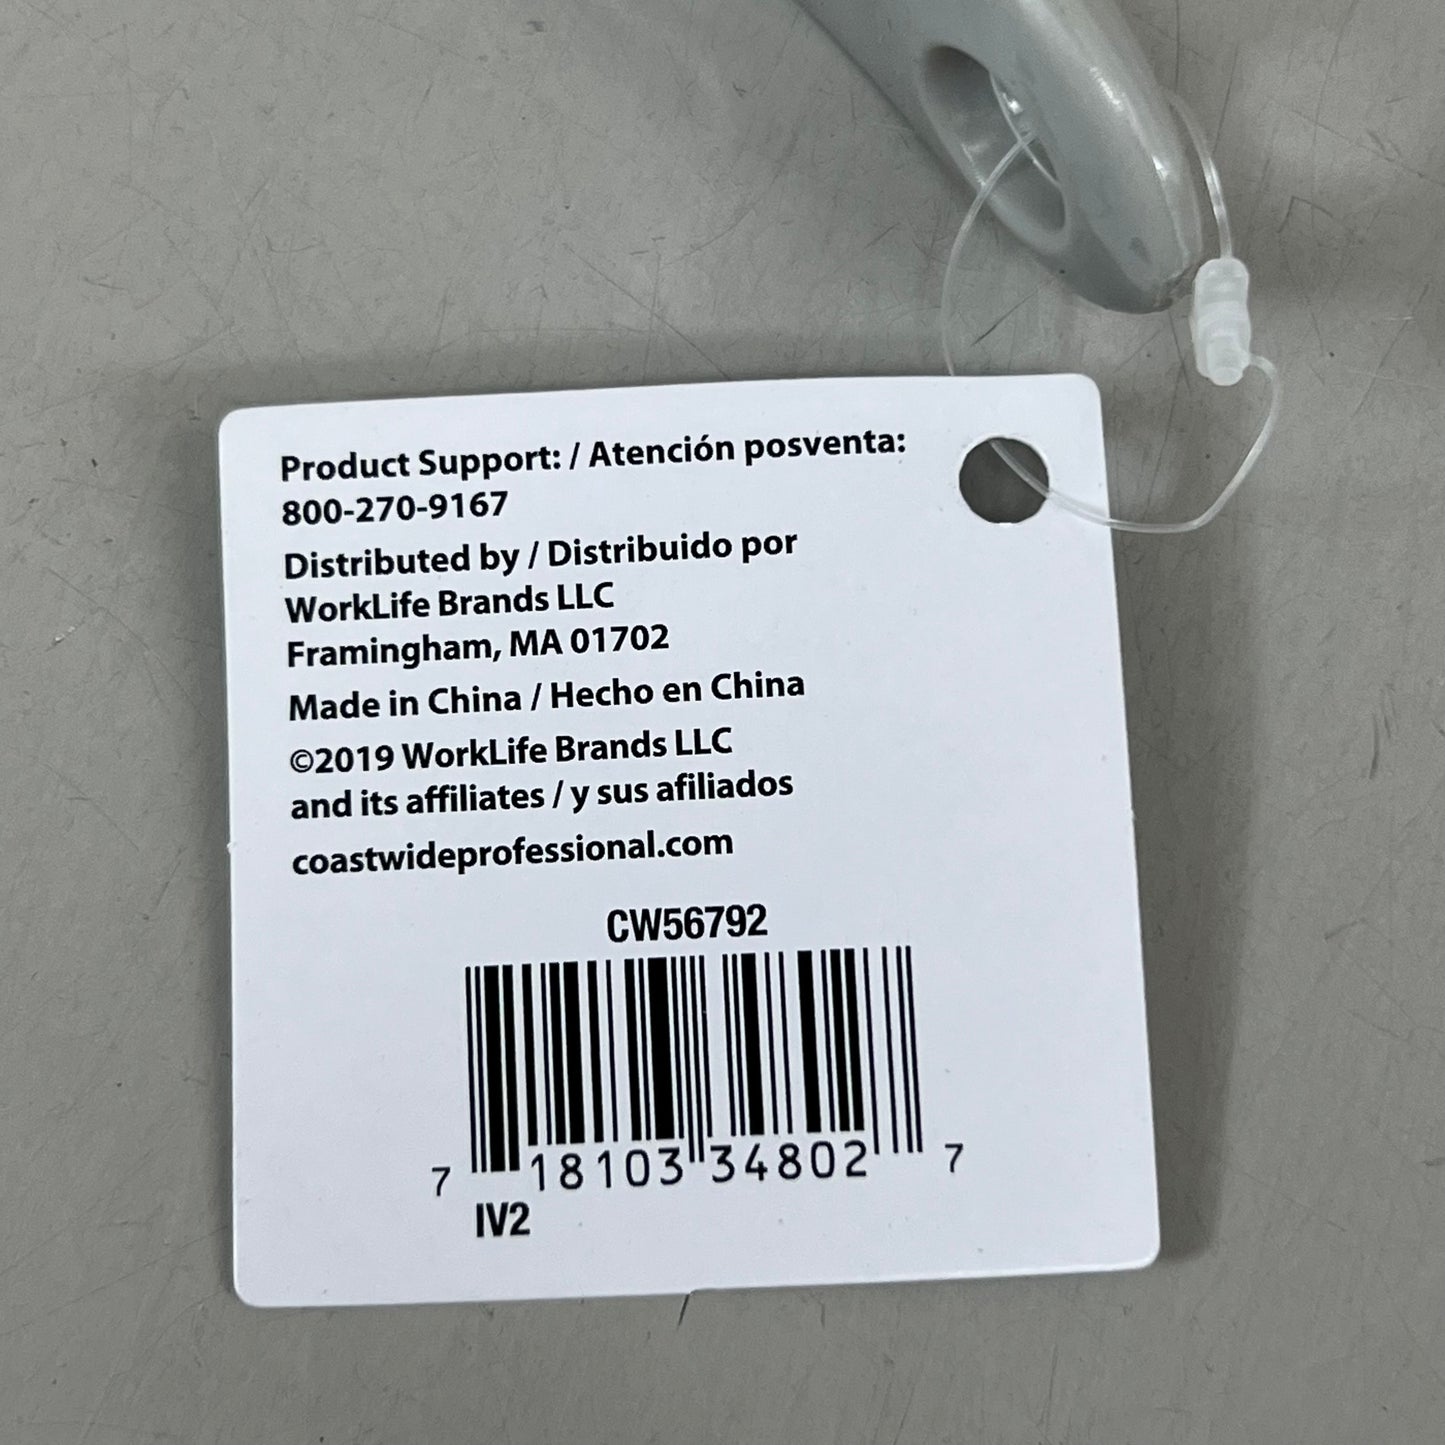 Product Support: / Atención posventa:
800-270-9167
Distributed by / Distribuido por
WorkLife Brands LLC
Framingham, MA 01702
Made in China / Hecho en China
©2019 WorkLife Brands LLC
and its affiliates / y sus afiliados
coastwideprofessional.com
CW56792
7 18103 34802 7
IV2